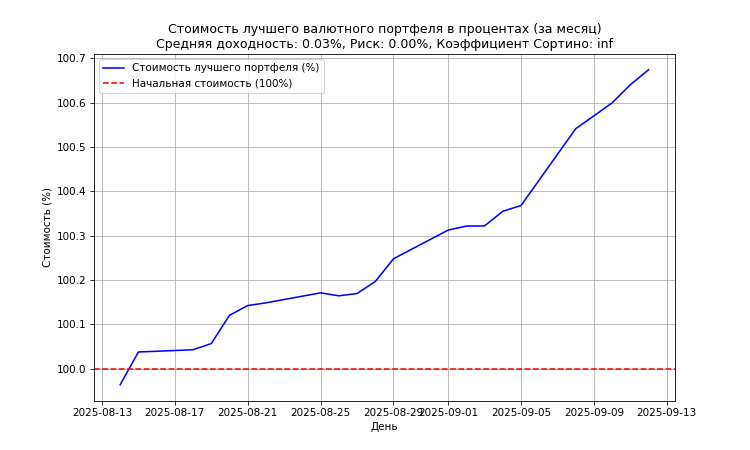 Стоимость лучшего валютного портфеля в процентах (за месяц)
Средняя доходность: 0.03%, Риск: 0.00%, Коэффициент Сортино: inf
Стоимость лучшего портфеля (%)
Начальная стоимость (100%)
Стоимость (%)
100.7
100.6
100.5
100.4
100.3
100.2
100.1
100.0
2025-08-13 2025-08-17 2025-08-21 2025-08-25 2025-08-29 2025-09-01 2025-09-05 2025-09-09 2025-09-13
День